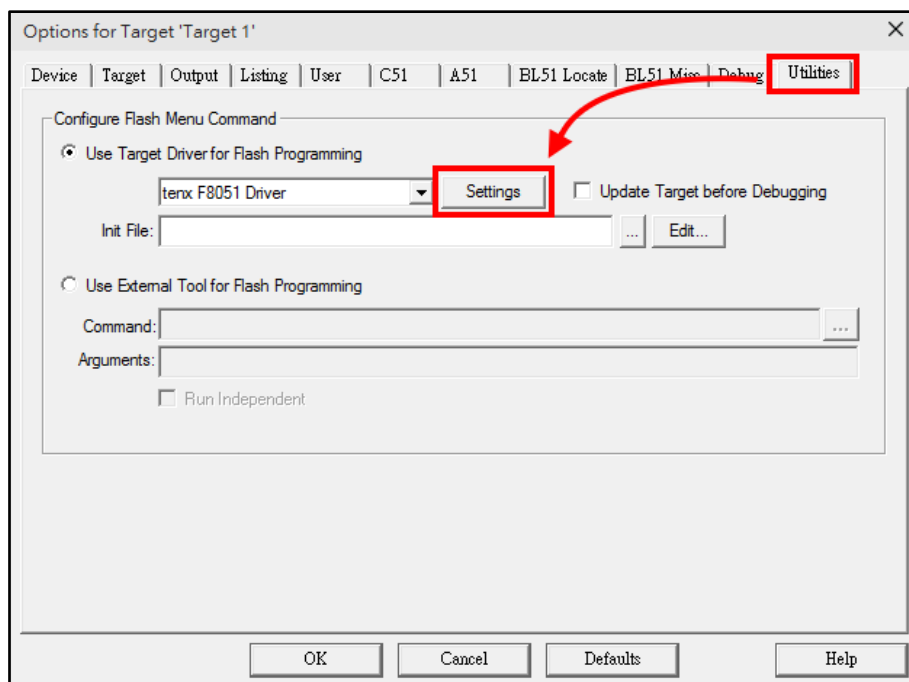 Options for Target 'Target 1'
Device Target Output Listing User C51 A51 BL51 Locate BL51 Misc Debug Utilities
Configure Flash Menu Command
Use Target Driver for Flash Programming
tenx F8051 Driver Settings Update Target before Debugging
Init File: ... Edit...
Use External Tool for Flash Programming
Command: ...
Arguments:
Run Independent
OK Cancel Defaults Help